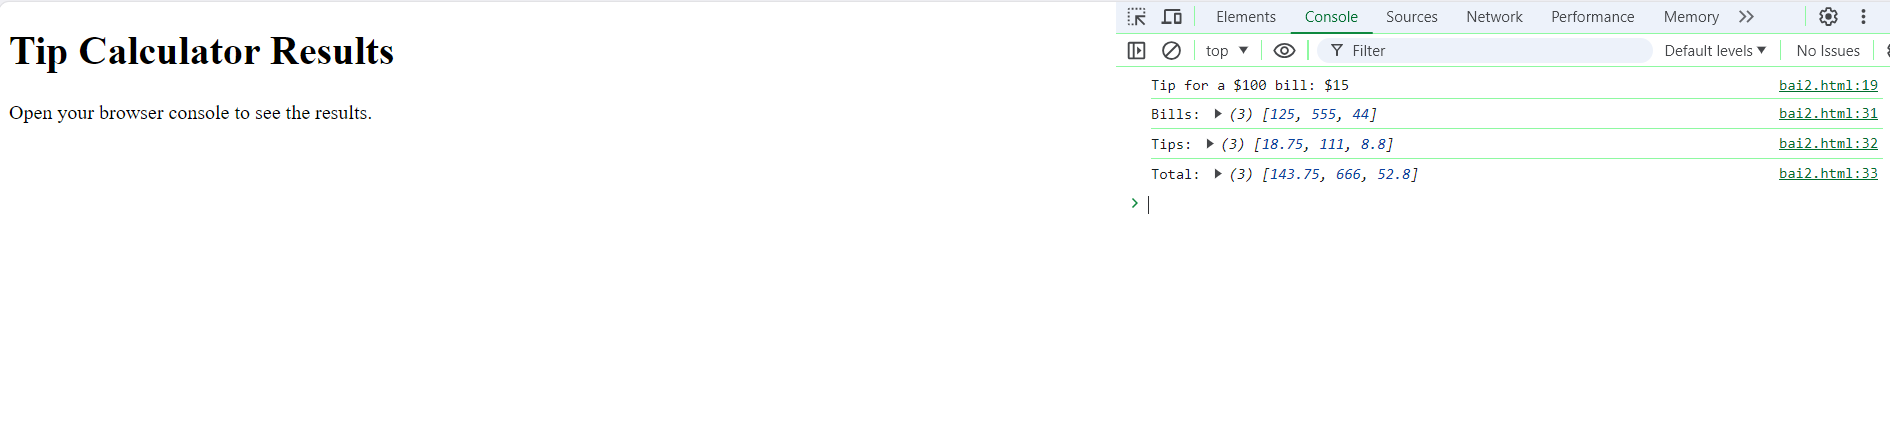 Tip Calculator Results
Open your browser console to see the results.
Elements Console Sources Network Performance Memory
top Filter Default levels No Issues
Tip for a $100 bill: $15 bai2.html:19
Bills: (3) [125, 555, 44] bai2.html:31
Tips: (3) [18.75, 111, 8.8] bai2.html:32
Total: (3) [143.75, 666, 52.8] bai2.html:33